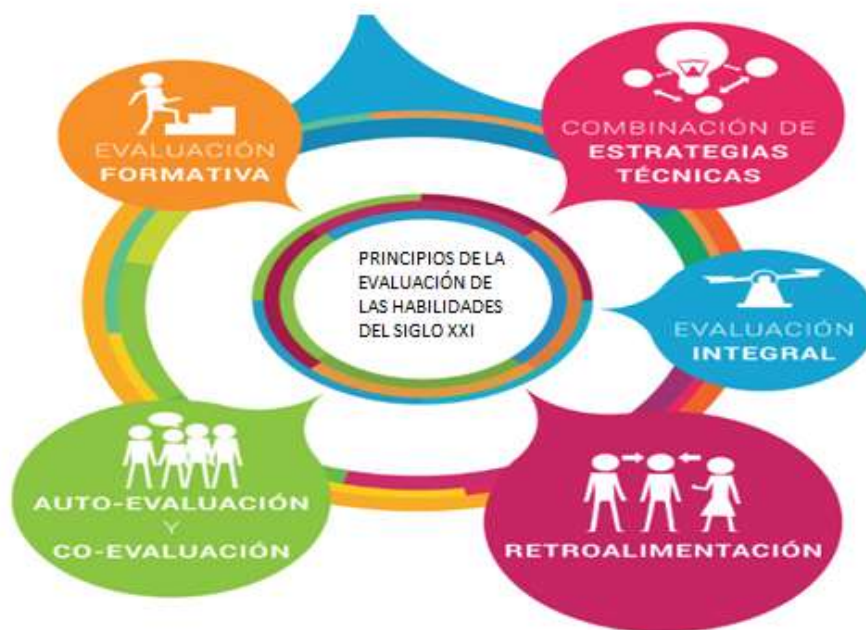 EVALUACIÓN
FORMATIVA
COMBINACIÓN DE
ESTRATEGIAS
TÉCNICAS
PRINCIPIOS DE LA
EVALUACIÓN DE
LAS HABILIDADES
DEL SIGLO XXI
EVALUACIÓN
INTEGRAL
AUTO-EVALUACIÓN
Y
CO-EVALUACIÓN
RETROALIMENTACIÓN